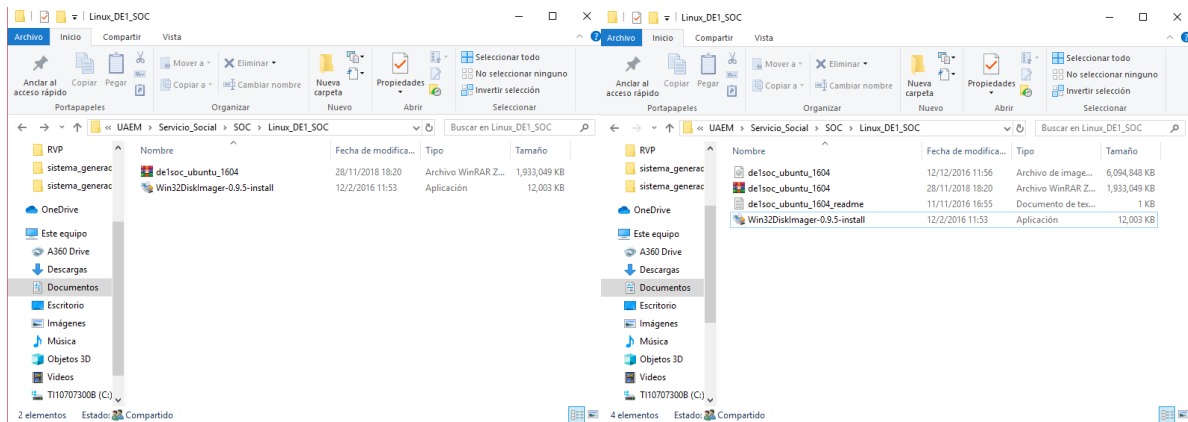 Linux_DE1_SOC
Archivo Inicio Compartir Vista
Anclar al acceso rápido
Copiar
Pegar
Mover a
Copiar a
Eliminar
Cambiar nombre
Nueva carpeta
Propiedades
Seleccionar todo
No seleccionar ninguno
Invertir selección
Portapapeles Organizar Nuevo Abrir Seleccionar
« UAEM > Servicio_Social > SOC > Linux_DE1_SOC
Buscar en Linux_DE1_SOC
RVP
sistema_generac
sistema_generac
OneDrive
Este equipo
A360 Drive
Descargas
Documentos
Escritorio
Imágenes
Música
Objetos 3D
Videos
TI10707300B (C:)
Nombre Fecha de modifica... Tipo Tamaño
de1soc_ubuntu_1604 28/11/2018 18:20 Archivo WinRAR Z... 1,933,049 KB
Win32DiskImager-0.9.5-install 12/2/2016 11:53 Aplicación 12,003 KB
2 elementos Estado: Compartido
Linux_DE1_SOC
Archivo Inicio Compartir Vista
Anclar al acceso rápido
Copiar
Pegar
Mover a
Copiar a
Eliminar
Cambiar nombre
Nueva carpeta
Propiedades
Seleccionar todo
No seleccionar ninguno
Invertir selección
Portapapeles Organizar Nuevo Abrir Seleccionar
« UAEM > Servicio_Social > SOC > Linux_DE1_SOC
Buscar en Linux_DE1_SOC
RVP
sistema_generac
sistema_generac
OneDrive
Este equipo
A360 Drive
Descargas
Documentos
Escritorio
Imágenes
Música
Objetos 3D
Videos
TI10707300B (C:)
Nombre Fecha de modifica... Tipo Tamaño
de1soc_ubuntu_1604 12/12/2016 11:56 Archivo de image... 6,094,848 KB
de1soc_ubuntu_1604 28/11/2018 18:20 Archivo WinRAR Z... 1,933,049 KB
de1soc_ubuntu_1604_readme 11/11/2016 16:55 Documento de tex... 1 KB
Win32DiskImager-0.9.5-install 12/2/2016 11:53 Aplicación 12,003 KB
4 elementos Estado: Compartido